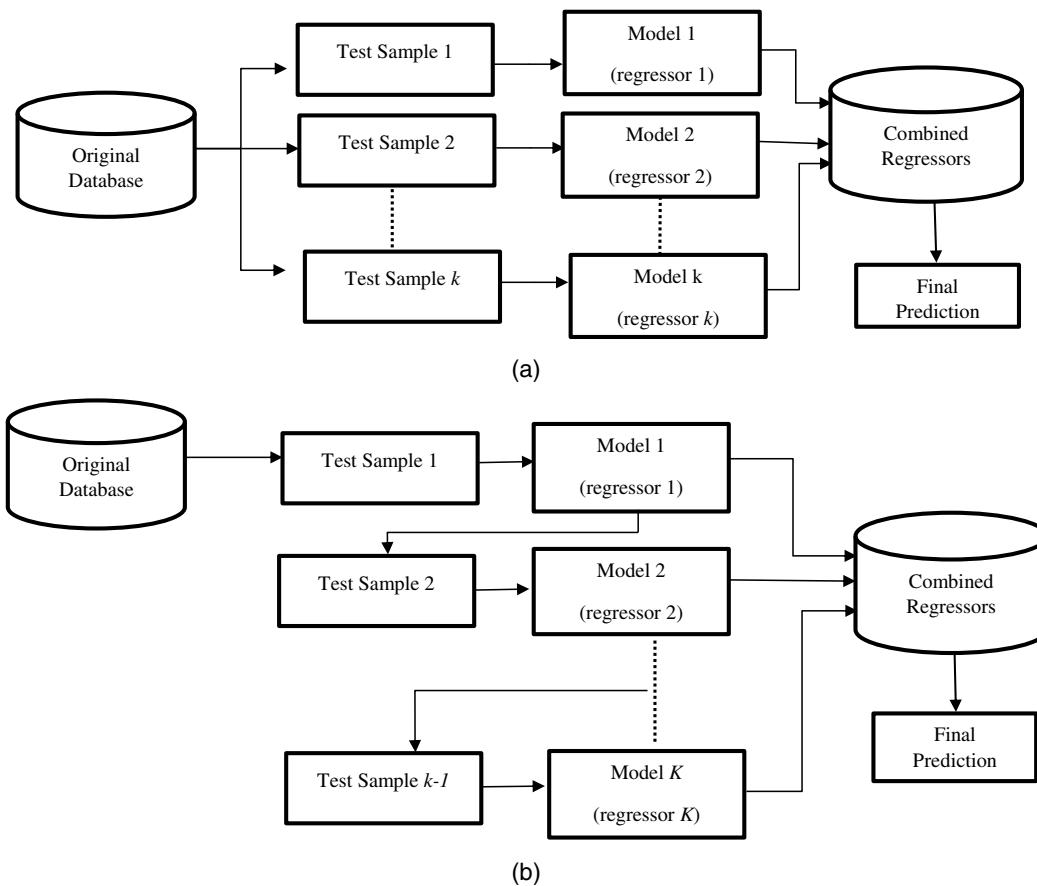 Original
Database
Test Sample 1
Model 1
(regressor 1)
Test Sample 2
Model 2
(regressor 2)
Test Sample k
Model k
(regressor k)
Combined
Regressors
Final
Prediction
(a)
Original
Database
Test Sample 1
Model 1
(regressor 1)
Test Sample 2
Model 2
(regressor 2)
Test Sample k-1
Model K
(regressor K)
Combined
Regressors
Final
Prediction
(b)